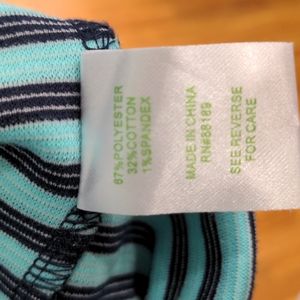 67%POLYESTER
32%COTTON
1%SPANDEX
MADE IN CHINA
RN#88189
SEE REVERSE
FOR CARE